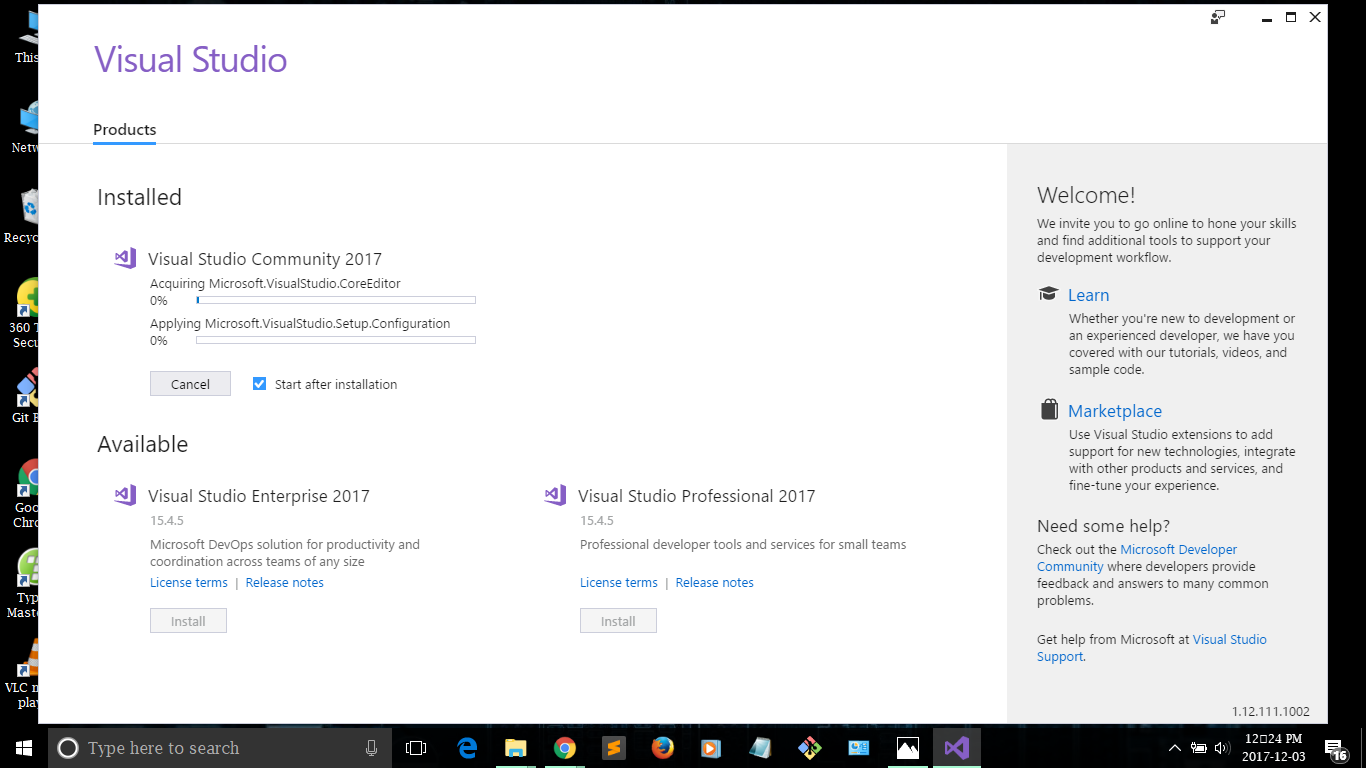 Visual Studio
Products
Installed
Visual Studio Community 2017
Acquiring Microsoft.VisualStudio.CoreEditor
0%
Applying Microsoft.VisualStudio.Setup.Configuration
0%
Cancel
Start after installation
Available
Visual Studio Enterprise 2017
15.4.5
Microsoft DevOps solution for productivity and
coordination across teams of any size
License terms | Release notes
Install
Visual Studio Professional 2017
15.4.5
Professional developer tools and services for small teams
License terms | Release notes
Install
Welcome!
We invite you to go online to hone your skills
and find additional tools to support your
development workflow.
Learn
Whether you're new to development or
an experienced developer, we have you
covered with our tutorials, videos, and
sample code.
Marketplace
Use Visual Studio extensions to add
support for new technologies, integrate
with other products and services, and
fine-tune your experience.
Need some help?
Check out the Microsoft Developer
Community where developers provide
feedback and answers to many common
problems.
Get help from Microsoft at Visual Studio
Support.
1.12.111.1002
This
Netw
Recyc
360 T
Secu
Git B
Goo
Chro
Typ
Mast
VLC m
pla
Type here to search
12□24 PM
2017-12-03
16